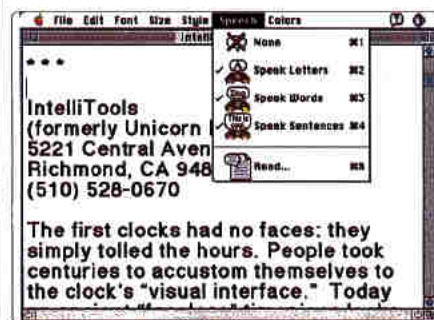 File Edit Font Size Style Speech Colors
None ⌘1
Speak Letters ⌘2
Speak Words ⌘3
Speak Sentences ⌘4
Read...
* * *
IntelliTools
(formerly Unicorn
5221 Central Aven
Richmond, CA 948
(510) 528-0670
The first clocks had no faces; they
simply tolled the hours. People took
centuries to accustom themselves to
the clock's "visual interface." Today